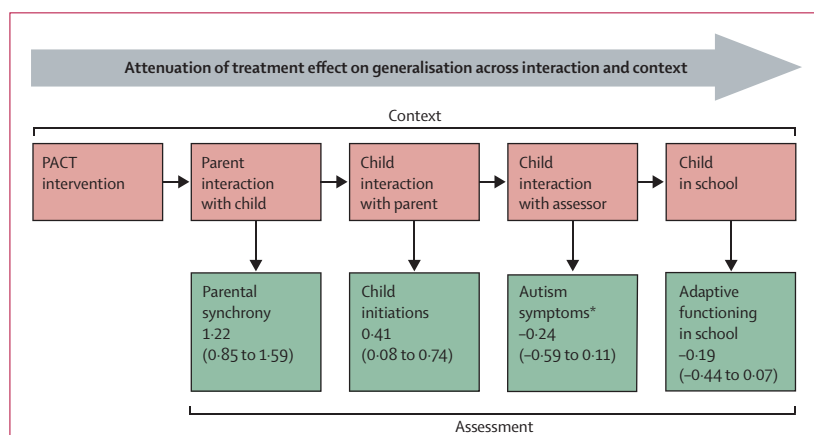 Attenuation of treatment effect on generalisation across interaction and context
Context
PACT
intervention
Parent
interaction
with child
Child
interaction
with parent
Child
interaction
with assessor
Child
in school
Parental
synchrony
1·22
(0·85 to 1·59)
Child
initiations
0·41
(0·08 to 0·74)
Autism
symptoms*
–0·24
(–0·59 to 0·11)
Adaptive
functioning
in school
–0·19
(–0·44 to 0·07)
Assessment